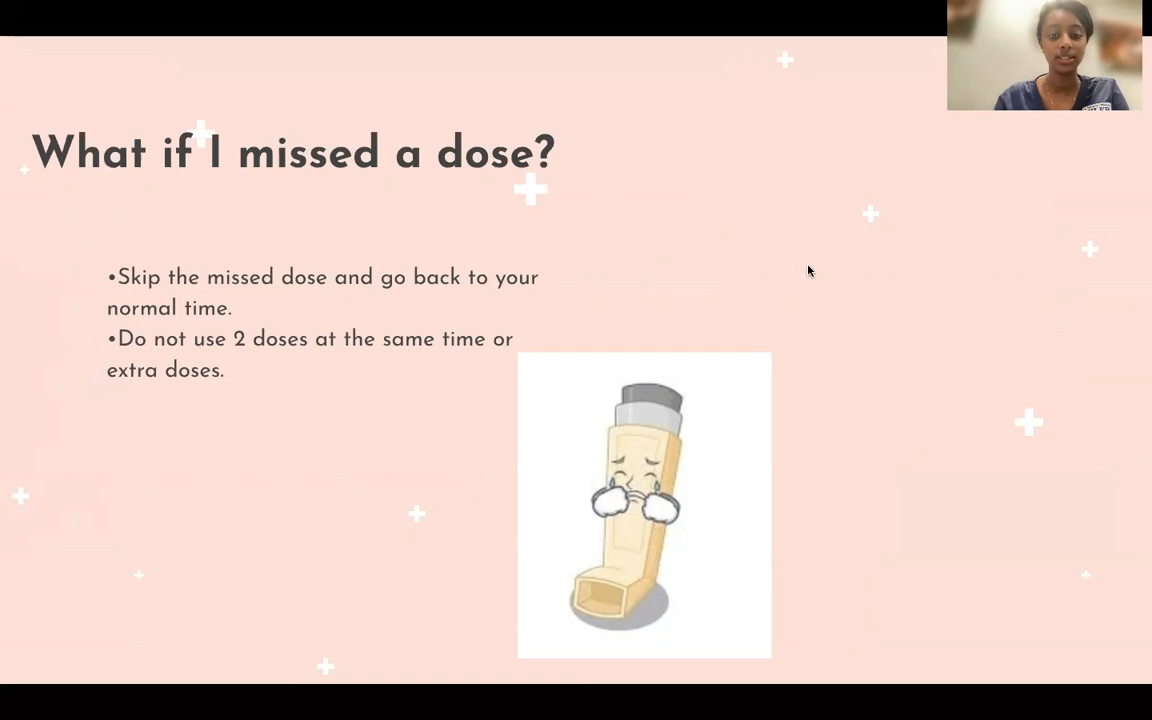 What if I missed a dose?
•Skip the missed dose and go back to your
normal time.
•Do not use 2 doses at the same time or
extra doses.